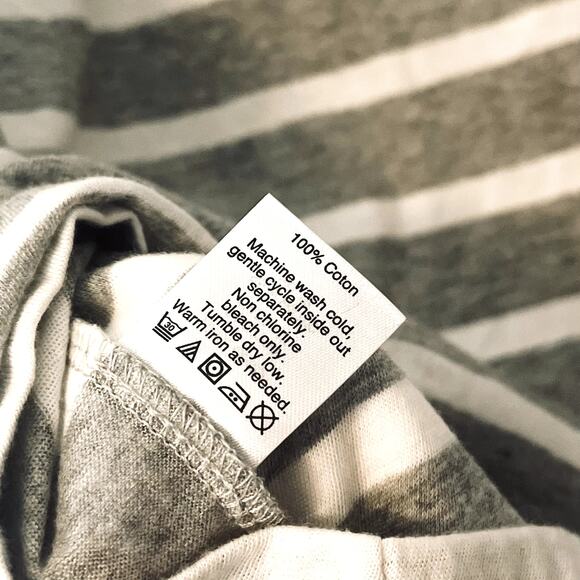 100% Coton
Machine wash cold,
gentle cycle inside out
separately.
Non chlorine
bleach only.
Tumble dry low.
Warm iron as needed.
30